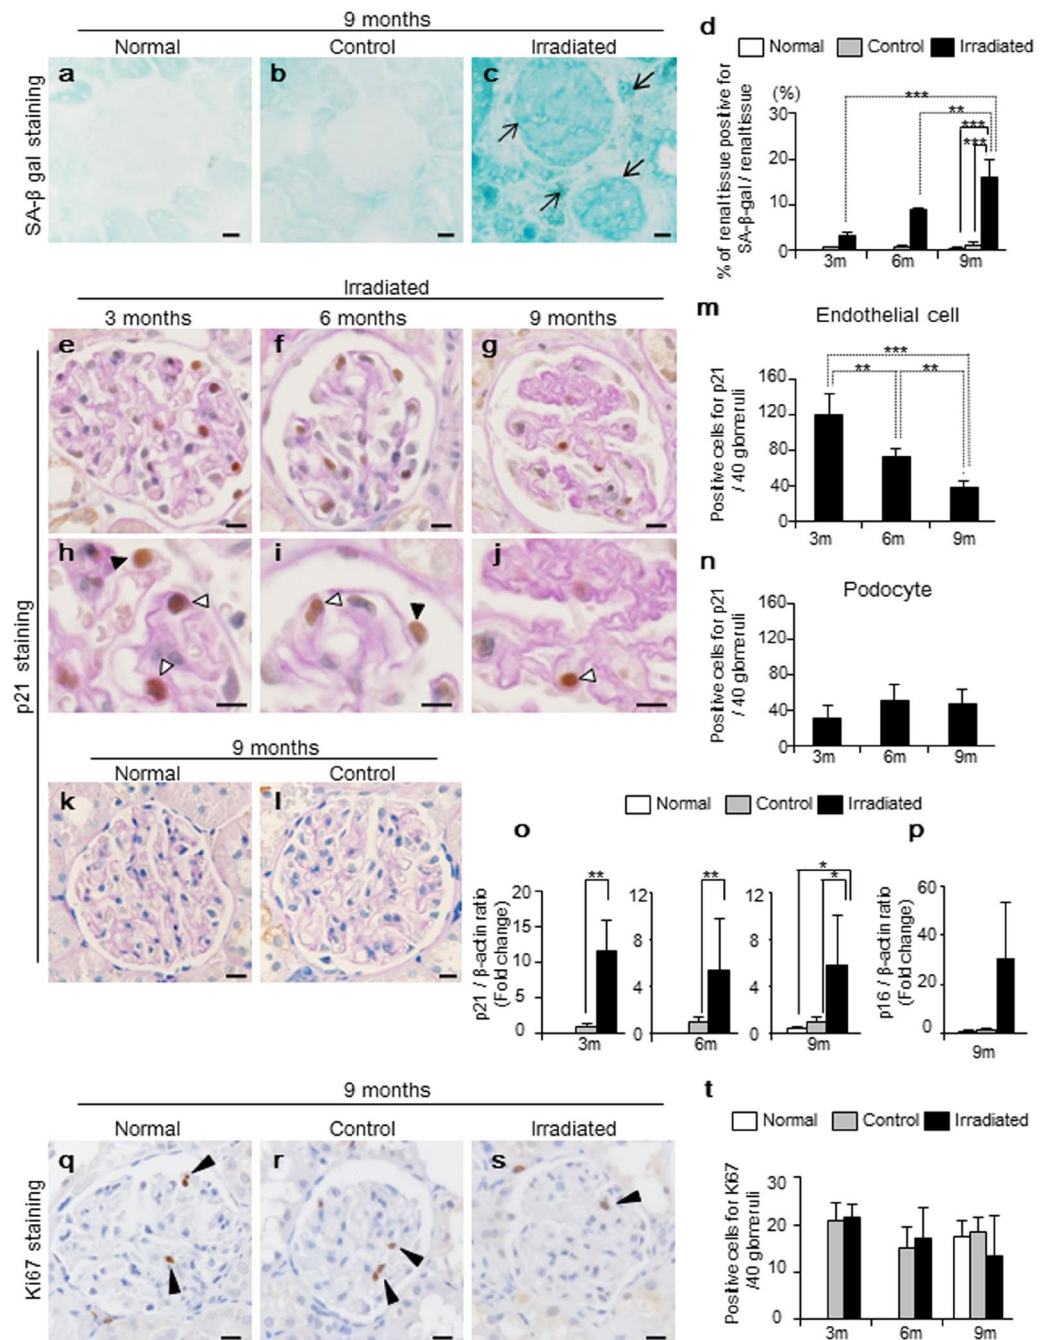 9 months
Normal Control Irradiated
SA-β gal staining
a b c
d
Normal Control Irradiated
% of renaltissue positive for
SA-β-gal / renaltissue
(%)
30
20
10
0
***
**
***
***
3m 6m 9m
Irradiated
3 months 6 months 9 months
p21 staining
e f g
h i j
m
Endothelial cell
Positive cells for p21
/ 40 glomeruli
160
120
80
40
0
***
** **
3m 6m 9m
n
Podocyte
Positive cells for p21
/ 40 glomeruli
160
120
80
40
0
3m 6m 9m
9 months
Normal Control
k l
Normal Control Irradiated
o
p21 / β-actin ratio
(Fold change)
20
15
10
5
0
**
3m
12
8
4
0
**
6m
12
8
4
0
*
*
9m
p
p16 / β-actin ratio
(Fold change)
60
40
20
0
9m
9 months
Normal Control Irradiated
Ki67 staining
q r s
t
Normal Control Irradiated
Positive cells for Ki67
/40 glomeruli
30
20
10
0
3m 6m 9m